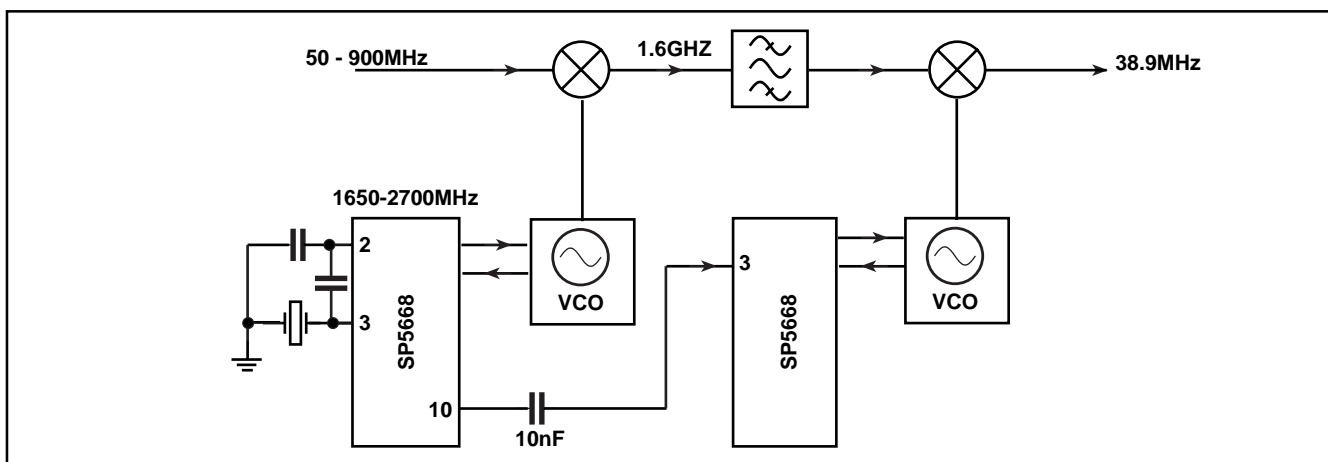 50 - 900MHz
1.6GHZ
38.9MHz
1650-2700MHz
2
3
SP5668
10
VCO
10nF
3
SP5668
VCO